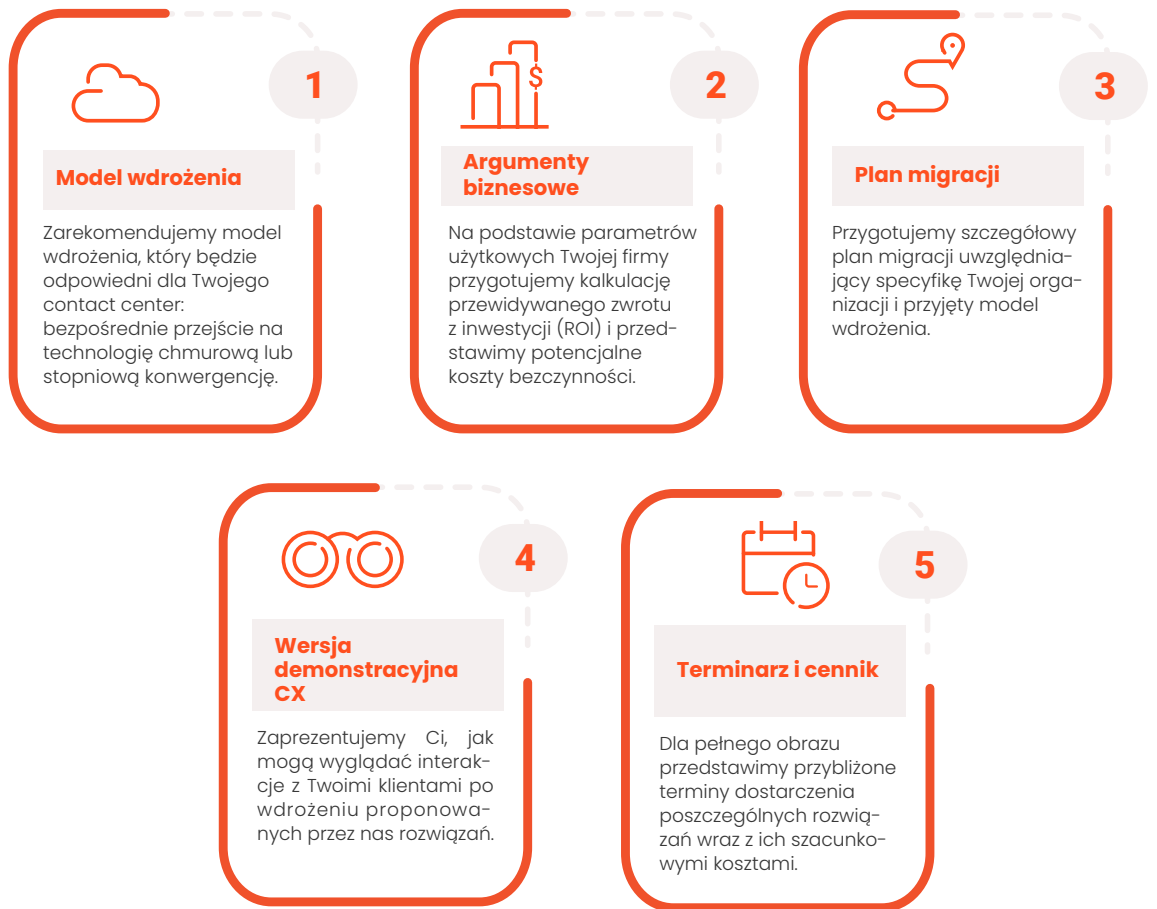 1
Model wdrożenia
Zarekomendujemy model
wdrożenia, który będzie
odpowiedni dla Twojego
contact center:
bezpośrednie przejście na
technologię chmurową lub
stopniową konwergencję.
2
$
Argumenty
biznesowe
Na podstawie parametrów
użytkowych Twojej firmy
przygotujemy kalkulację
przewidywanego zwrotu
z inwestycji (ROI) i przed-
stawimy potencjalne
koszty bezczynności.
3
Plan migracji
Przygotujemy szczegółowy
plan migracji uwzględnia-
jący specyfikę Twojej orga-
nizacji i przyjęty model
wdrożenia.
4
Wersja
demonstracyjna
CX
Zaprezentujemy Ci, jak
mogą wyglądać interak-
cje z Twoimi klientami po
wdrożeniu proponowa-
nych przez nas rozwiązań.
5
Terminarz i cennik
Dla pełnego obrazu
przedstawimy przybliżone
terminy dostarczenia
poszczególnych rozwią-
zań wraz z ich szacunko-
wymi kosztami.